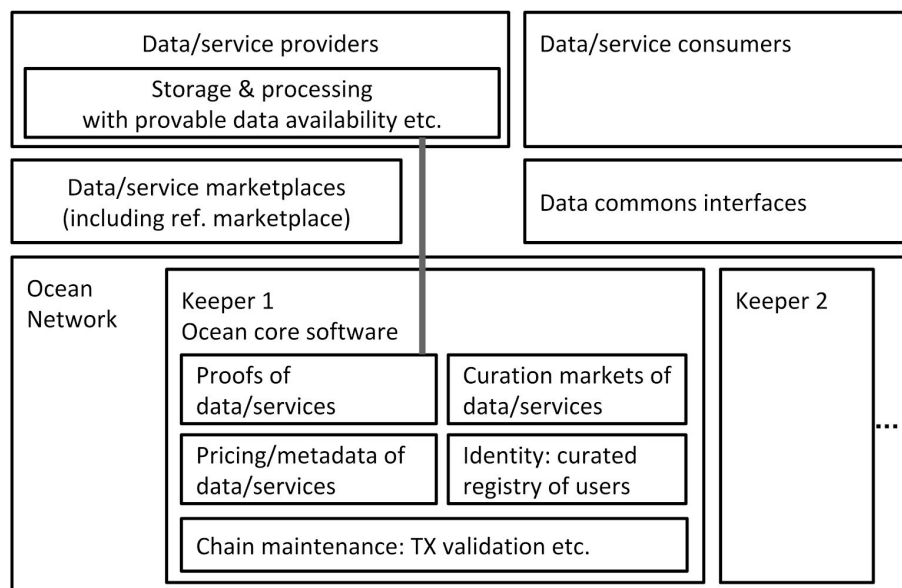 Data/service providers
Storage & processing
with provable data availability etc.
Data/service consumers
Data/service marketplaces
(including ref. marketplace)
Data commons interfaces
Ocean
Network
Keeper 1
Ocean core software
Proofs of
data/services
Curation markets of
data/services
Pricing/metadata of
data/services
Identity: curated
registry of users
Chain maintenance: TX validation etc.
Keeper 2
...